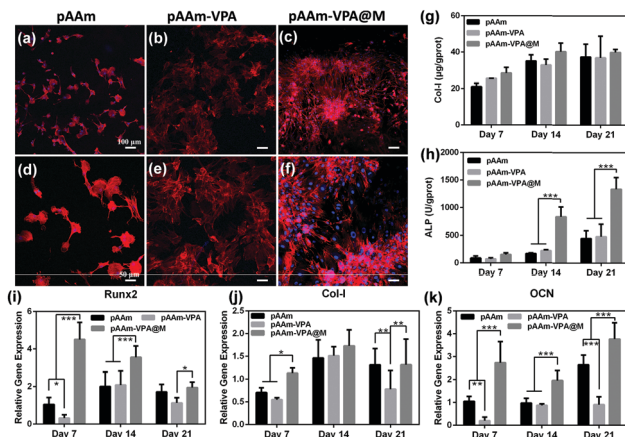 pAAm pAAm-VPA pAAm-VPA@M
(a) (b) (c)
100 μm
(d) (e) (f)
50 μm
(g)
pAAm
pAAm-VPA
pAAm-VPA@M
Col-I (μg/gprot)
60
40
20
0
Day 7 Day 14 Day 21
(h)
pAAm
pAAm-VPA
pAAm-VPA@M
ALP (U/gprot)
2000
1500
1000
500
0
*** ***
Day 7 Day 14 Day 21
(i) Runx2
pAAm pAAm-VPA
pAAm-VPA@M
Relative Gene Expression
6
4
2
0
* *** *** *
Day 7 Day 14 Day 21
(j) Col-I
pAAm
pAAm-VPA
pAAm-VPA@M
Relative Gene Expression
2.5
2.0
1.5
1.0
0.5
0.0
* ** **
Day 7 Day 14 Day 21
(k) OCN
pAAm
pAAm-VPA
pAAm-VPA@M
Relative Gene Expression
5
4
3
2
1
0
** *** *** *** ***
Day 7 Day 14 Day 21